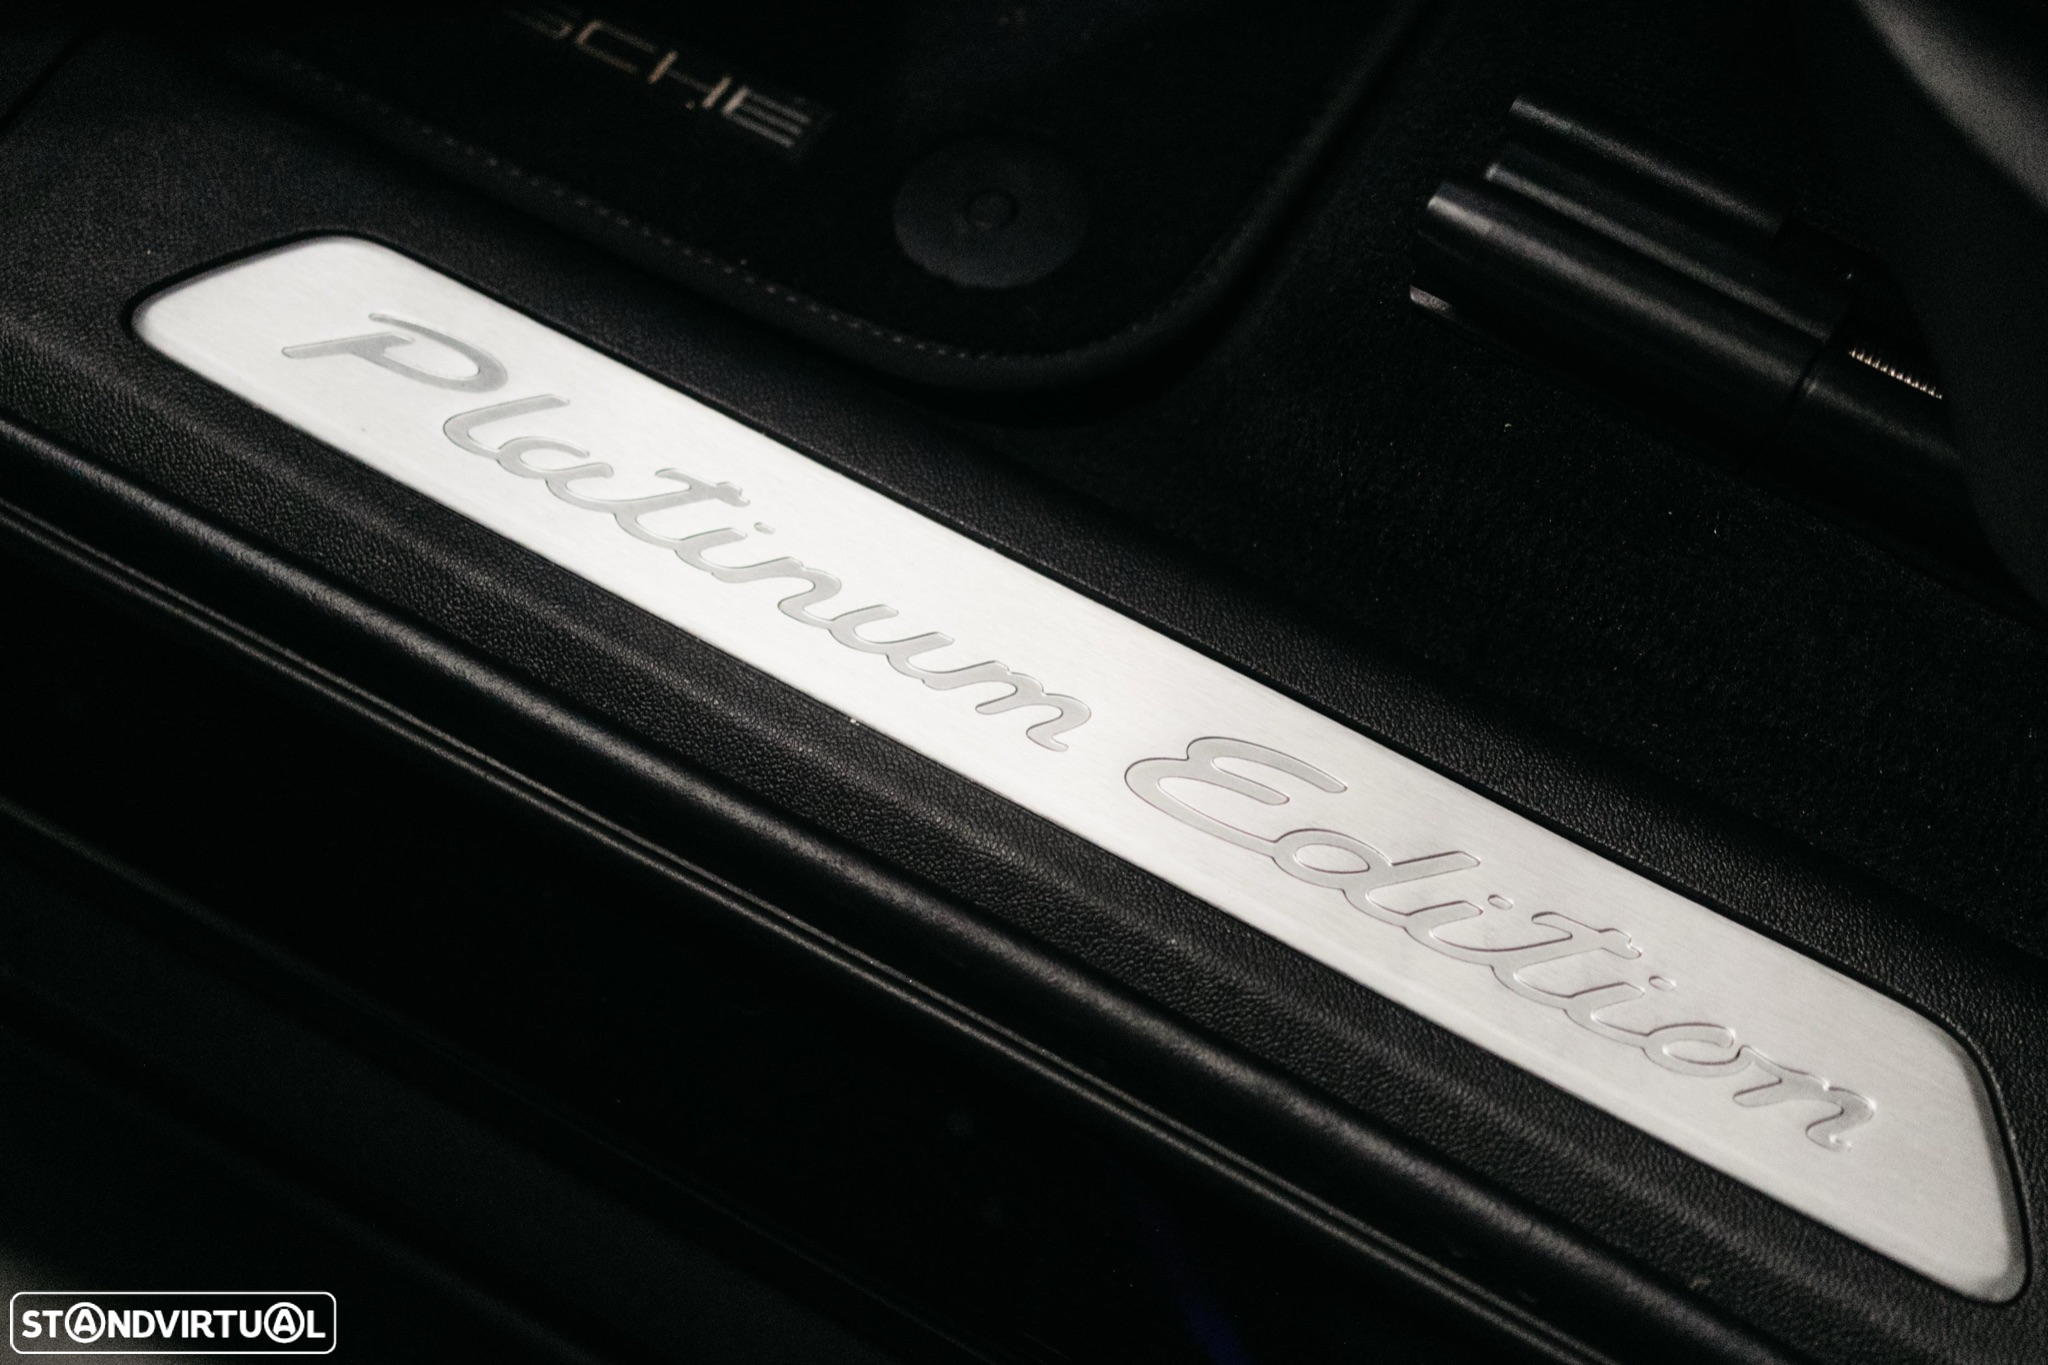 SCHE
Platinum Edition
STANDVIRTUAL